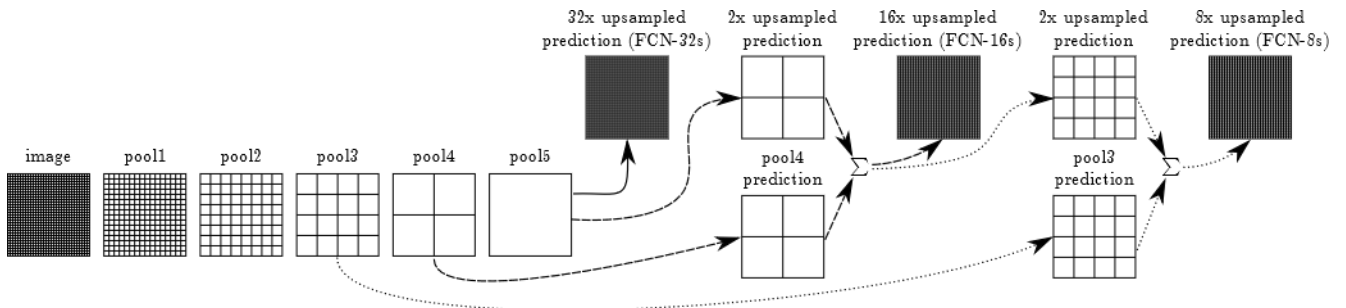 32x upsampled
prediction (FCN-32s)
2x upsampled
prediction
16x upsampled
prediction (FCN-16s)
2x upsampled
prediction
8x upsampled
prediction (FCN-8s)
image
pool1
pool2
pool3
pool4
pool5
pool4
prediction
∑
pool3
prediction
∑